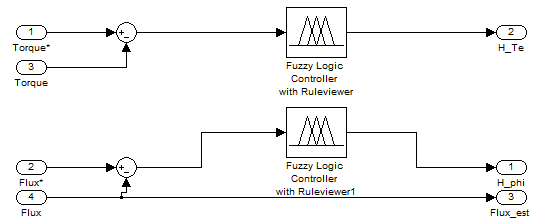 1
Torque*
3
Torque
Fuzzy Logic
Controller
with Ruleviewer
2
H_Te
2
Flux*
4
Flux
Fuzzy Logic
Controller
with Ruleviewer1
1
H_phi
3
Flux_est